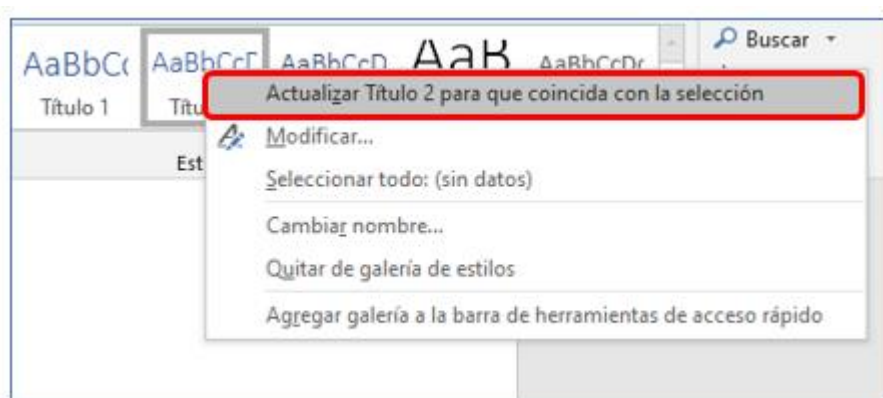 AaBbCc AaBbCcD AaBbCcD AaB AaBbCcDc Buscar
Título 1
Est
Actualizar Título 2 para que coincida con la selección
Modificar...
Seleccionar todo: (sin datos)
Cambiar nombre...
Quitar de galería de estilos
Agregar galería a la barra de herramientas de acceso rápido